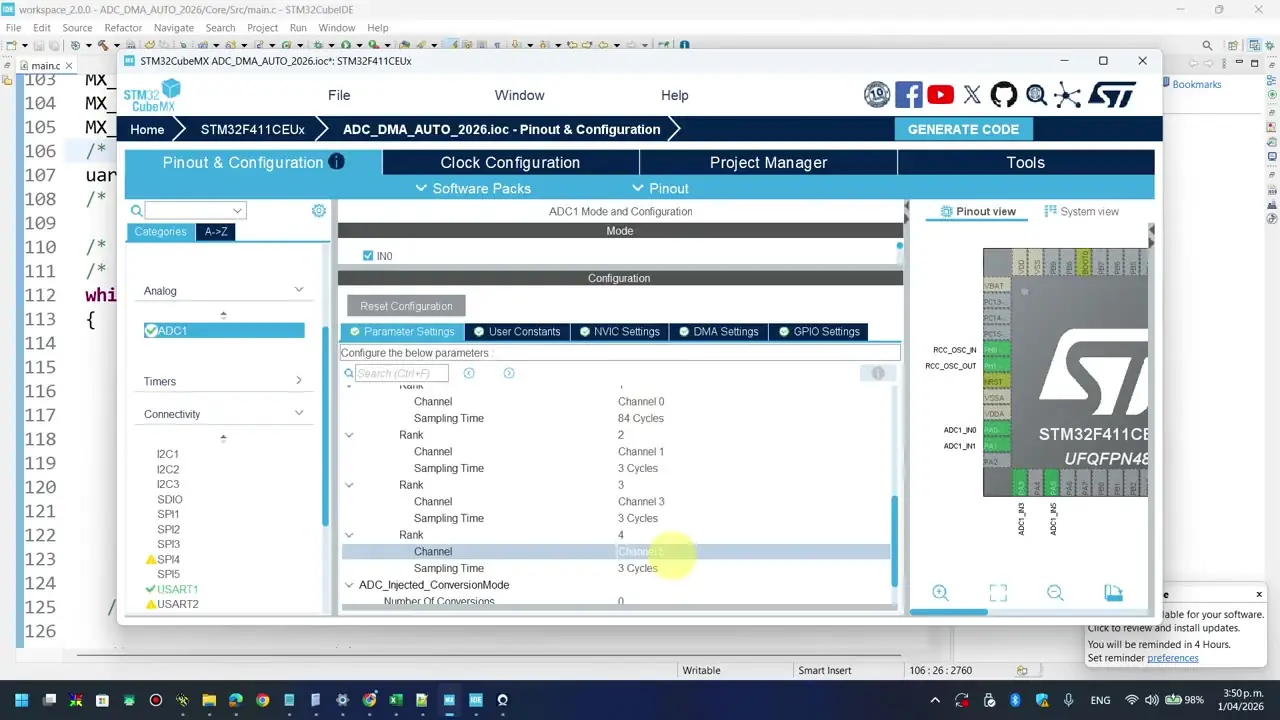 workspace_2.0.0 - ADC_DMA_AUTO_2026/Core/Src/main.c - STM32CubeIDE
File Edit Source Refactor Navigate Search Project Run Window Help
main.c
STM32CubeMX ADC_DMA_AUTO_2026.ioc*: STM32F411CEUx
STM32 CubeMX
File Window Help
Home STM32F411CEUx ADC_DMA_AUTO_2026.ioc - Pinout & Configuration GENERATE CODE
Pinout & Configuration Clock Configuration Project Manager Tools
Software Packs Pinout
Categories A->Z
Analog
ADC1
Timers
Connectivity
I2C1
I2C2
I2C3
SDIO
SPI1
SPI2
SPI3
SPI4
SPI5
USART1
USART2
ADC1 Mode and Configuration
Mode
IN0
Configuration
Reset Configuration
Parameter Settings User Constants NVIC Settings DMA Settings GPIO Settings
Configure the below parameters :
Search (Ctrl+F)
Rank 1
Channel Channel 0
Sampling Time 84 Cycles
Rank 2
Channel Channel 1
Sampling Time 3 Cycles
Rank 3
Channel Channel 3
Sampling Time 3 Cycles
Rank 4
Channel Channel 5
Sampling Time 3 Cycles
ADC_Injected_ConversionMode
Number Of Conversions 0
Pinout view System view
VBAT
RCC_OSC_IN
RCC_OSC_OUT
NRST
VSSA
VDDA
ADC1_IN0
ADC1_IN1
PA2
STM32F411CE
UFQFPN48
ADC1_IN3
ADC1_IN5
Bookmarks
103 MX_
104 MX_
105 MX_
106 /*
107 uar
108 /*
109
110 /*
111 /*
112 whi
113 {
114
115
116
117
118
119
120
121
122
123
124
125 /
126
lable for your software.
Click to review and install updates.
You will be reminded in 4 Hours.
Set reminder preferences
Writable Smart Insert 106 : 26 : 2760
ENG 98% 3:50 p.m.
1/04/2026